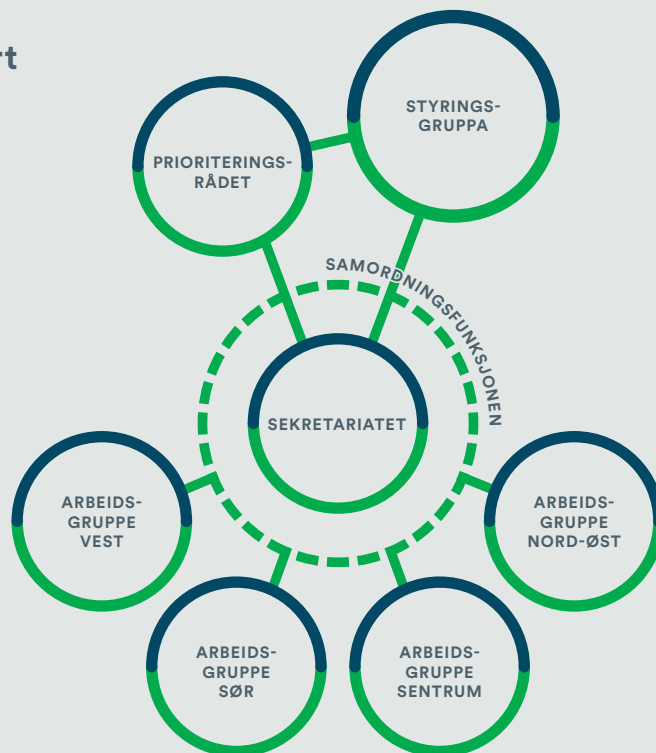 STYRINGS-
GRUPPA
PRIORITERINGS-
RÅDET
SAMORDNINGSFUNKSJONEN
SEKRETARIATET
ARBEIDS-
GRUPPE
VEST
ARBEIDS-
GRUPPE
NORD-ØST
ARBEIDS-
GRUPPE
SØR
ARBEIDS-
GRUPPE
SENTRUM